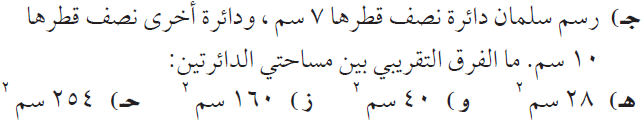 جـ) رسم سلمان دائرة نصف قطرها ٧ سم ، ودائرة أخرى نصف قطرها
١٠ سم. ما الفرق التقريبي بين مساحتي الدائرتين:
هـ) ٢٨ سم٢ و) ٤٠ سم٢ ز) ١٦٠ سم٢ حـ) ٢٥٤ سم٢